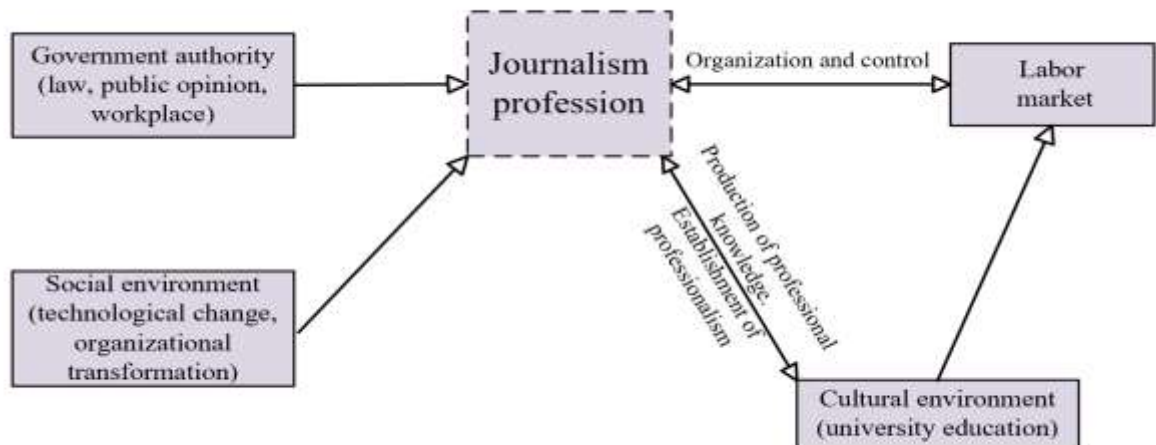 Government authority
(law, public opinion,
workplace)
Journalism
profession
Organization and control
Labor
market
Production of professional
knowledge.
Establishment of
professionalism
Social environment
(technological change,
organizational
transformation)
Cultural environment
(university education)